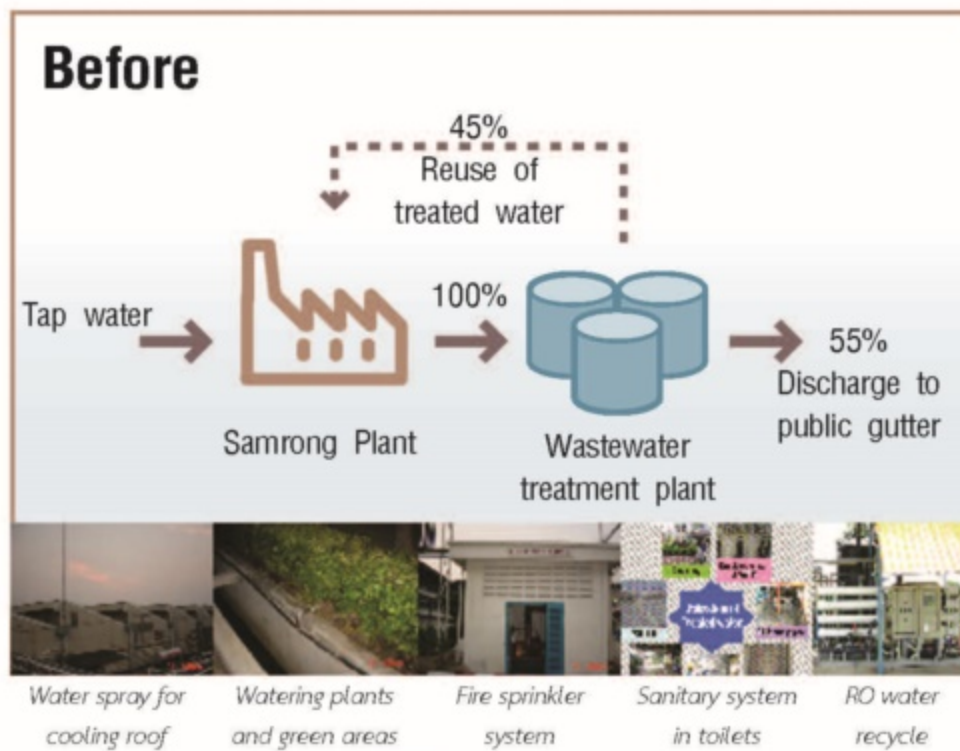 Before
45%
Reuse of
treated water
Tap water
100%
55%
Discharge to
public gutter
Samrong Plant
Wastewater
treatment plant
Water spray for
cooling roof
Watering plants
and green areas
Fire sprinkler
system
Sanitary system
in toilets
RO water
recycle